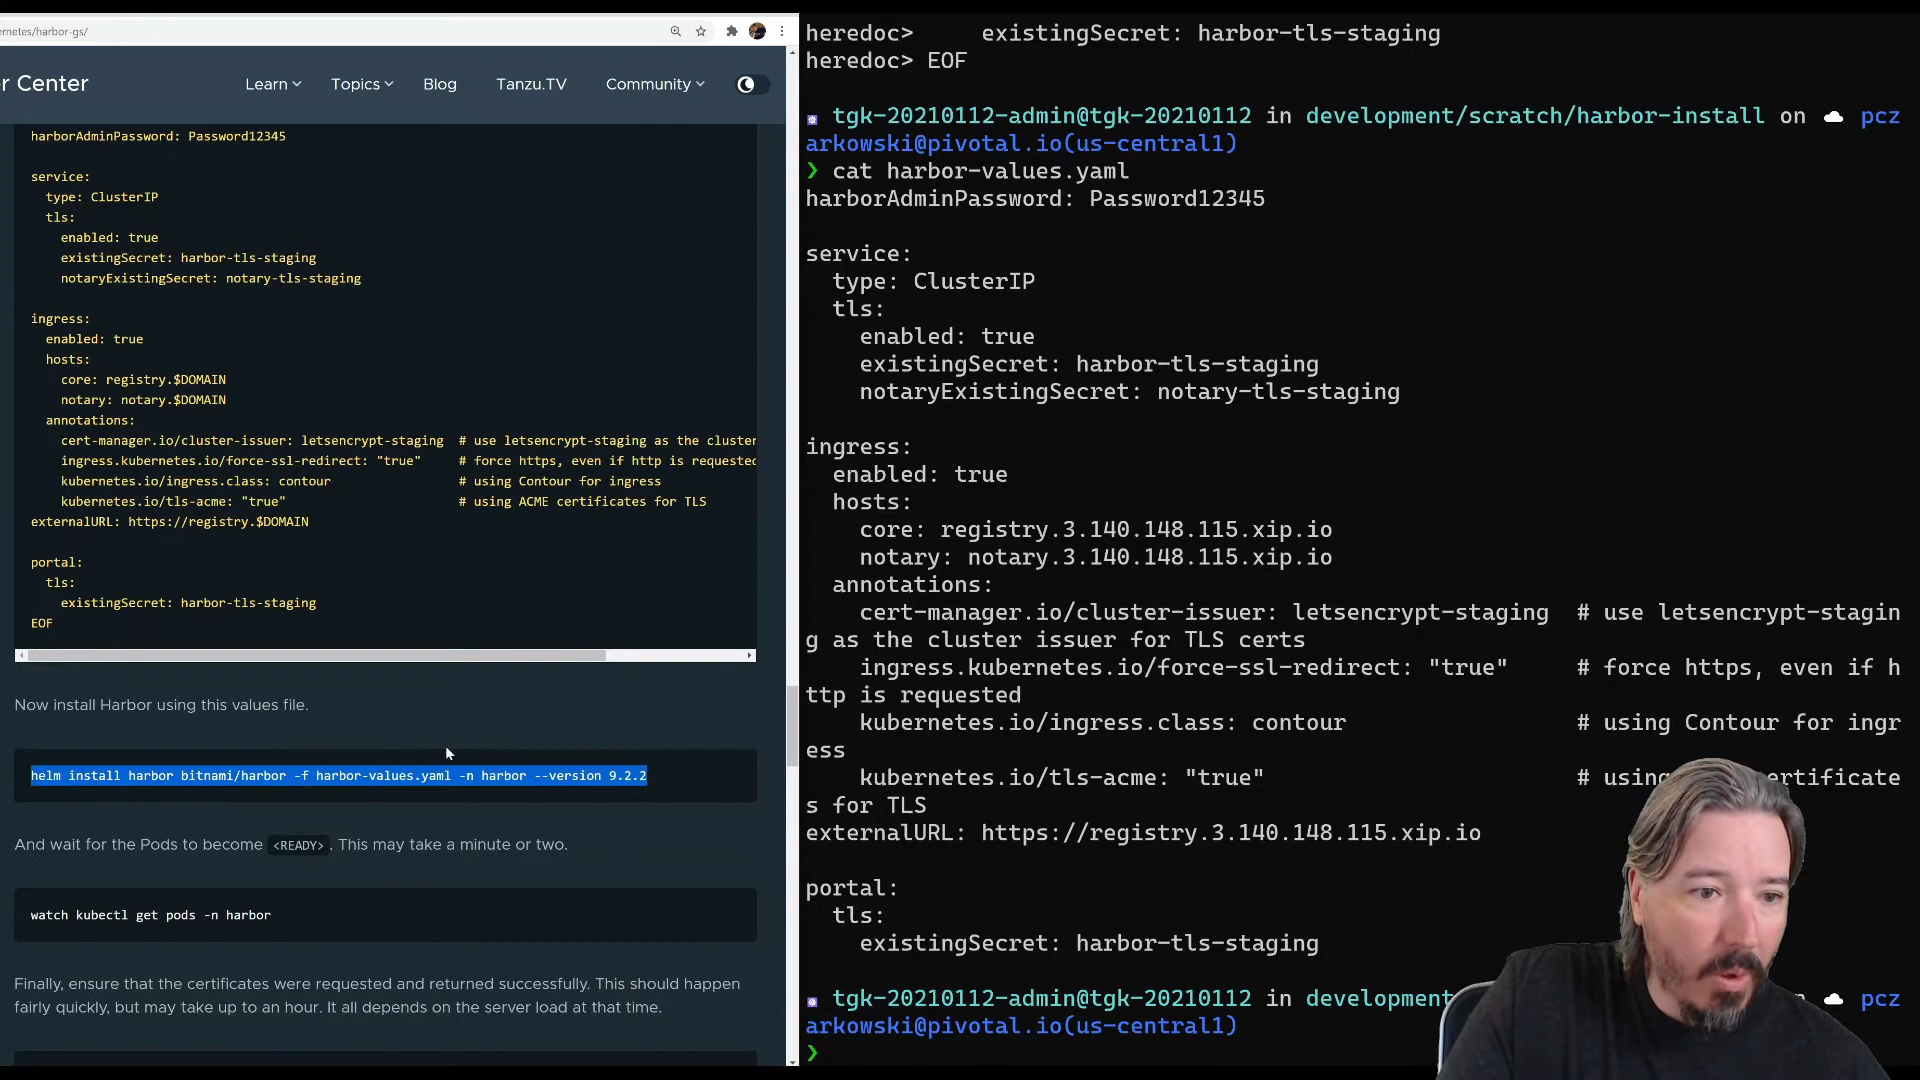 ernetes/harbor-gs/
r Center
Learn
Topics
Blog
Tanzu.TV
Community
harborAdminPassword: Password12345
service:
type: ClusterIP
tls:
enabled: true
existingSecret: harbor-tls-staging
notaryExistingSecret: notary-tls-staging
ingress:
enabled: true
hosts:
core: registry.$DOMAIN
notary: notary.$DOMAIN
annotations:
cert-manager.io/cluster-issuer: letsencrypt-staging # use letsencrypt-staging as the cluster
ingress.kubernetes.io/force-ssl-redirect: "true" # force https, even if http is requested
kubernetes.io/ingress.class: contour # using Contour for ingress
kubernetes.io/tls-acme: "true" # using ACME certificates for TLS
externalURL: https://registry.$DOMAIN
portal:
tls:
existingSecret: harbor-tls-staging
EOF
Now install Harbor using this values file.
helm install harbor bitnami/harbor -f harbor-values.yaml -n harbor --version 9.2.2
And wait for the Pods to become <READY>. This may take a minute or two.
watch kubectl get pods -n harbor
Finally, ensure that the certificates were requested and returned successfully. This should happen
fairly quickly, but may take up to an hour. It all depends on the server load at that time.
heredoc> existingSecret: harbor-tls-staging
heredoc> EOF
tgk-20210112-admin@tgk-20210112 in development/scratch/harbor-install on pcz
arkowski@pivotal.io(us-central1)
❯ cat harbor-values.yaml
harborAdminPassword: Password12345
service:
type: ClusterIP
tls:
enabled: true
existingSecret: harbor-tls-staging
notaryExistingSecret: notary-tls-staging
ingress:
enabled: true
hosts:
core: registry.3.140.148.115.xip.io
notary: notary.3.140.148.115.xip.io
annotations:
cert-manager.io/cluster-issuer: letsencrypt-staging # use letsencrypt-stagin
g as the cluster issuer for TLS certs
ingress.kubernetes.io/force-ssl-redirect: "true" # force https, even if h
ttp is requested
kubernetes.io/ingress.class: contour # using Contour for ingr
ess
kubernetes.io/tls-acme: "true" # using ertificate
s for TLS
externalURL: https://registry.3.140.148.115.xip.io
portal:
tls:
existingSecret: harbor-tls-staging
tgk-20210112-admin@tgk-20210112 in development n pcz
arkowski@pivotal.io(us-central1)
❯